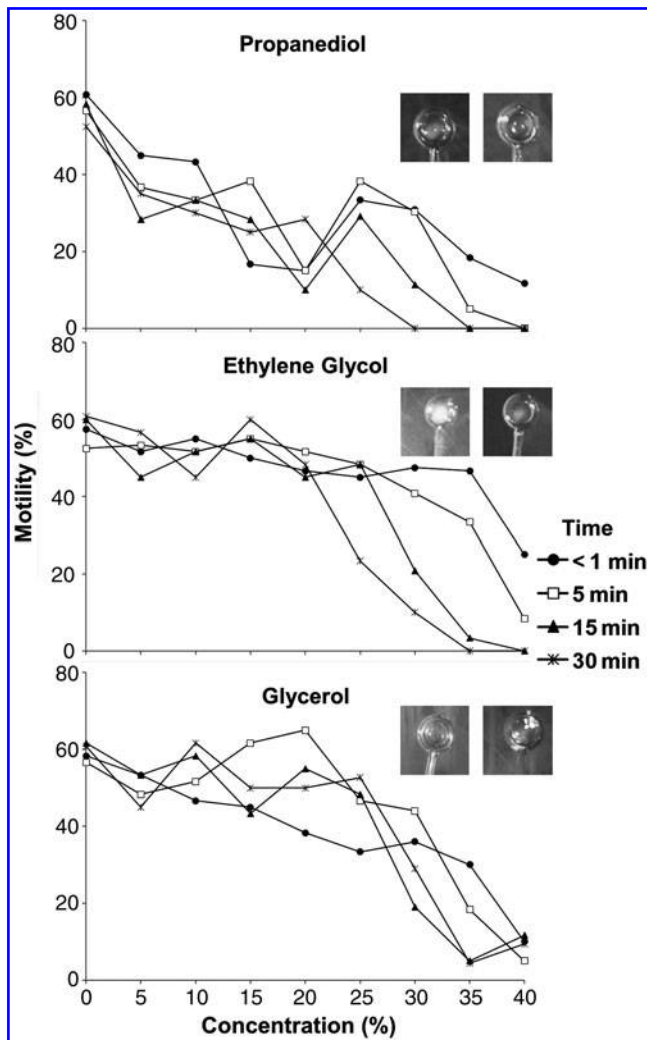 Propanediol
80
60
40
20
0
Ethylene Glycol
80
60
40
20
0
Motility (%)
Time
< 1 min
5 min
15 min
30 min
Glycerol
80
60
40
20
0
0 5 10 15 20 25 30 35 40
Concentration (%)